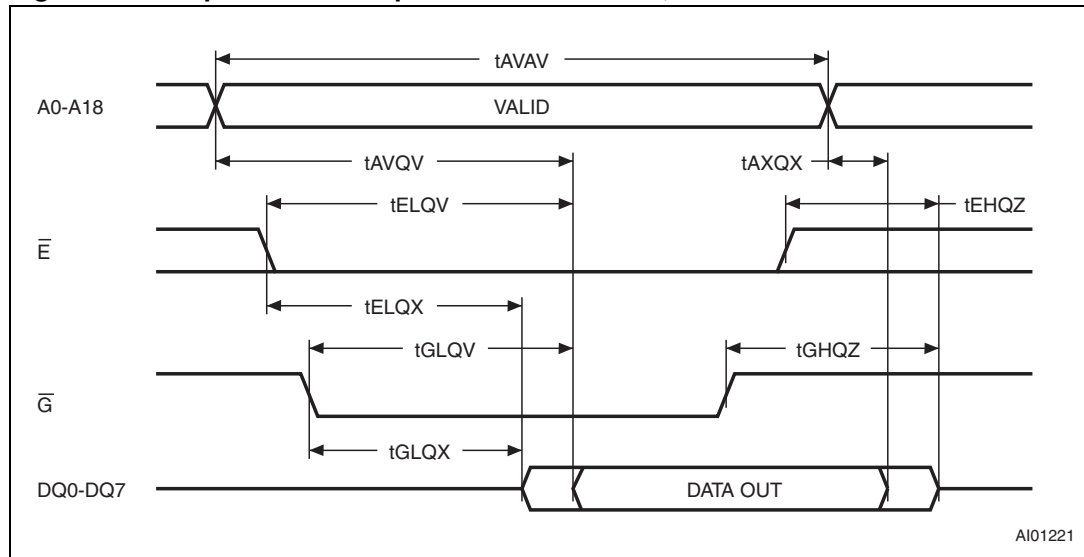 tAVAV
A0-A18
VALID
tAVQV
tAXQX
tELQV
tEHQZ
E̅
tELQX
tGLQV
tGHQZ
G̅
tGLQX
DQ0-DQ7
DATA OUT
AI01221